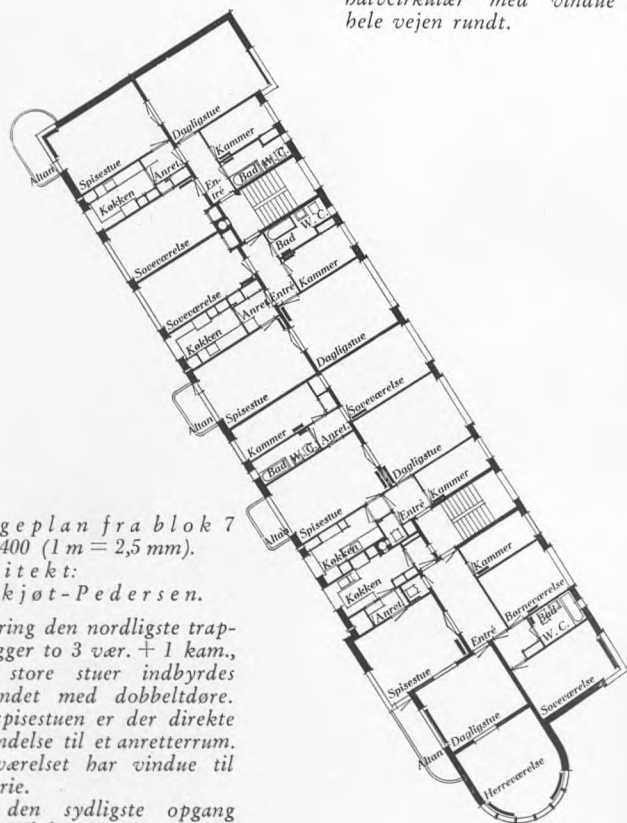 halvcirkulær med vindue
hele vejen rundt.
Dagligstue
Kammer
Altan
Spisestue
Anret.
En-
tré
Bad W.C.
Køkken
Soveværelse
Bad
W.C.
Soveværelse
Kammer
Entré
Anret
Køkken
Dagligstue
Spisestue
Altan
Soveværelse
Kammer
Anret.
Bad W.C.
Dagligstue
Spisestue
Altan
Kammer
Entré
Køkken
Køkken
Kammer
Anret.
Børneværelse
Bad
W.C.
Entré
Spisestue
Soveværelse
Dagligstue
Altan
Herreværelse
geplan fra blok 7
400 (1 m = 2,5 mm).
itekt:
kjøt-Pedersen.
ring den nordligste trap-
gger to 3 vær. + 1 kam.,
store stuer indbyrdes
ndet med dobbeltdøre.
spisestuen er der direkte
ndelse til et anretterrum.
værelset har vindue til
rie.
den sydligste opgang